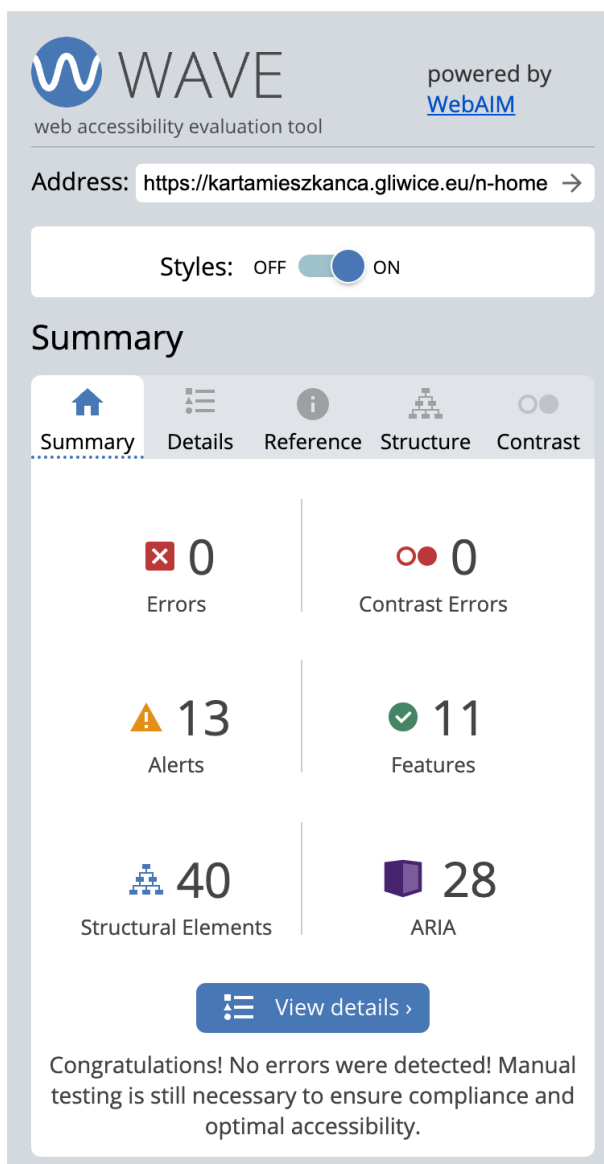 WAVE
web accessibility evaluation tool
powered by
WebAIM
Address: https://kartamieszkanca.gliwice.eu/n-home →
Styles: OFF ON
Summary
Summary Details Reference Structure Contrast
0
Errors
0
Contrast Errors
13
Alerts
11
Features
40
Structural Elements
28
ARIA
View details ›
Congratulations! No errors were detected! Manual
testing is still necessary to ensure compliance and
optimal accessibility.